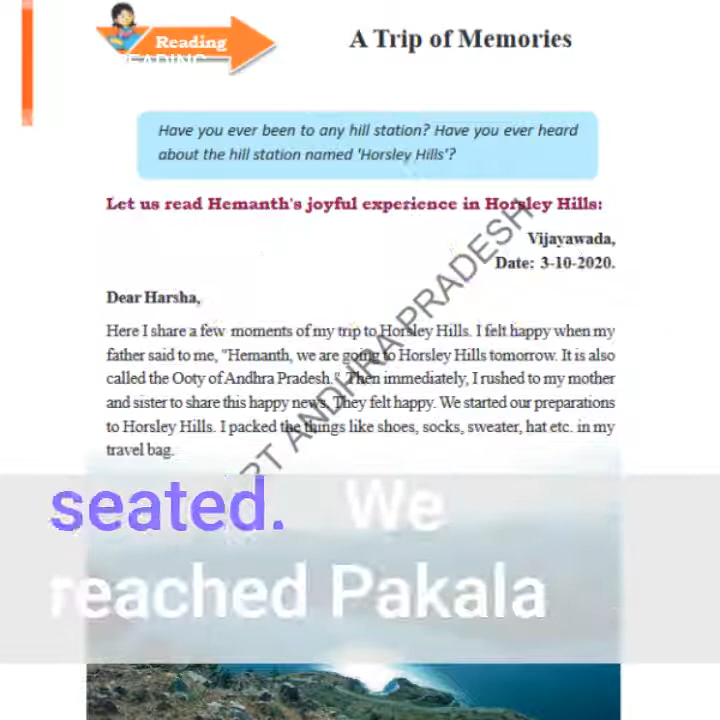 Reading
READING
A Trip of Memories
Have you ever been to any hill station? Have you ever heard
about the hill station named 'Horsley Hills'?
Let us read Hemanth's joyful experience in Horsley Hills:
Vijayawada,
Date: 3-10-2020.
Dear Harsha,
Here I share a few moments of my trip to Horsley Hills. I felt happy when my
father said to me, "Hemanth, we are going to Horsley Hills tomorrow. It is also
called the Ooty of Andhra Pradesh." Then immediately, I rushed to my mother
and sister to share this happy news. They felt happy. We started our preparations
to Horsley Hills. I packed the things like shoes, socks, sweater, hat etc. in my
travel bag.
RT ANDHRA PRADESH
seated. We
reached Pakala